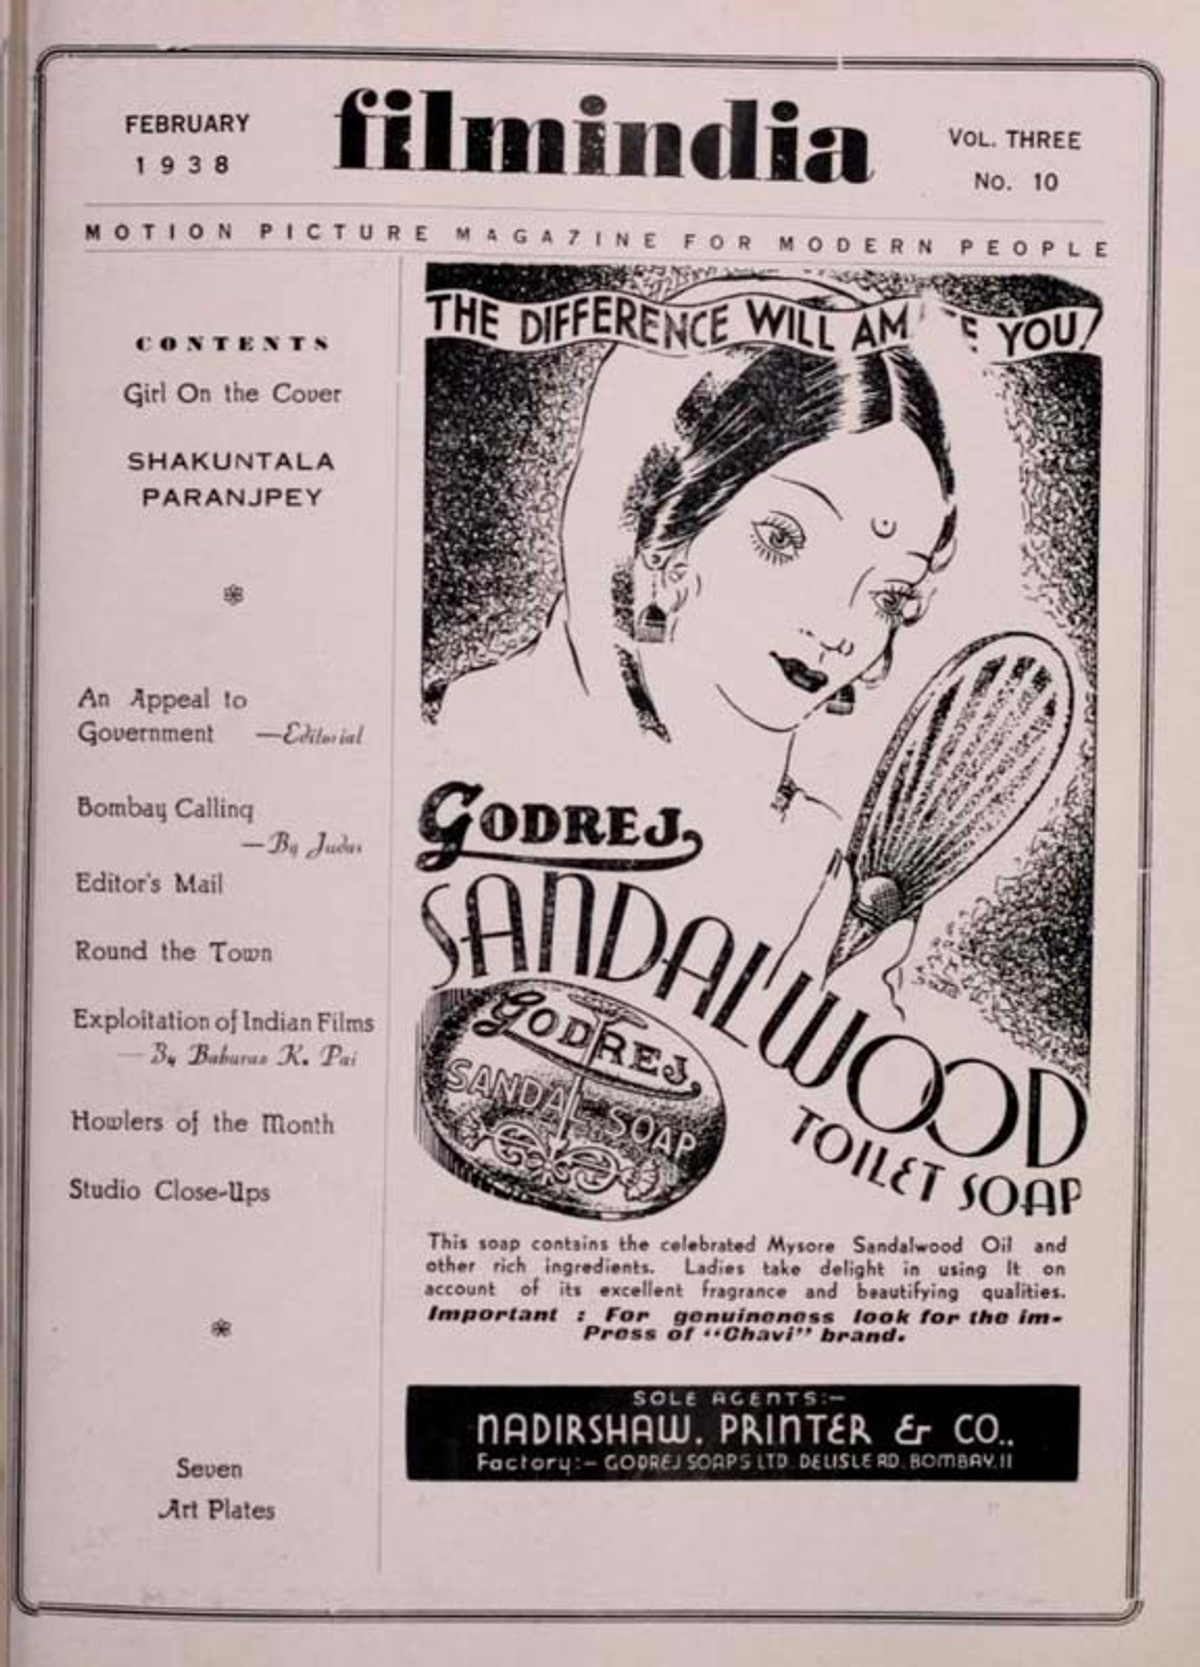 FEBRUARY
1938
filmindia
VOL. THREE
No. 10
MOTION PICTURE MAGAZINE FOR MODERN PEOPLE
CONTENTS
Girl On the Cover
SHAKUNTALA
PARANJPEY
An Appeal to
Government —Editorial
Bombay Calling
—By Judas
Editor's Mail
Round the Town
Exploitation of Indian Films
— By Baburao K. Pai
Howlers of the Month
Studio Close-Ups
Seven
Art Plates
THE DIFFERENCE WILL YOU!
GODREJ
SANDALWOOD
TOILET SOAP
GODREJ
SANDAL SOAP
This soap contains the celebrated Mysore Sandalwood Oil and
other rich ingredients. Ladies take delight in using It on
account of its excellent fragrance and beautifying qualities.
Important : For genuineness look for the im-
Press of "Chavi" brand.
SOLE AGENTS:—
NADIRSHAW, PRINTER & CO.,
Factory:— GODREJ SOAPS LTD. DELISLE RD. BOMBAY. 11